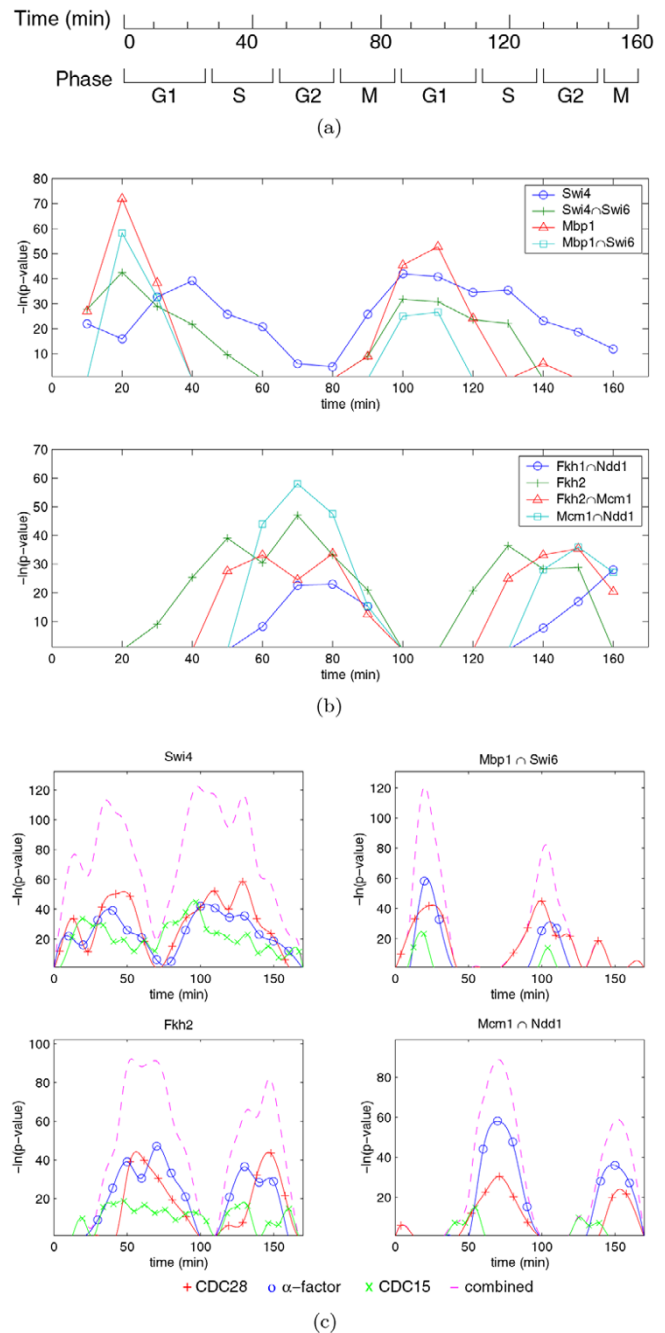 Time (min)
0 40 80 120 160
Phase
G1 S G2 M G1 S G2 M
(a)
80
70
60
50
40
30
20
10
−ln(p−value)
Swi4
Swi4∩Swi6
Mbp1
Mbp1∩Swi6
0 20 40 60 80 100 120 140 160
time (min)
70
60
50
40
30
20
10
−ln(p−value)
Fkh1∩Ndd1
Fkh2
Fkh2∩Mcm1
Mcm1∩Ndd1
0 20 40 60 80 100 120 140 160
time (min)
(b)
Swi4
120
100
80
60
40
20
−ln(p−value)
0 50 100 150
time (min)
Mbp1 ∩ Swi6
120
100
80
60
40
20
−ln(p−value)
0 50 100 150
time (min)
Fkh2
100
80
60
40
20
−ln(p−value)
0 50 100 150
time (min)
Mcm1 ∩ Ndd1
100
80
60
40
20
−ln(p−value)
0 50 100 150
time (min)
+ CDC28 o α−factor × CDC15 − combined
(c)